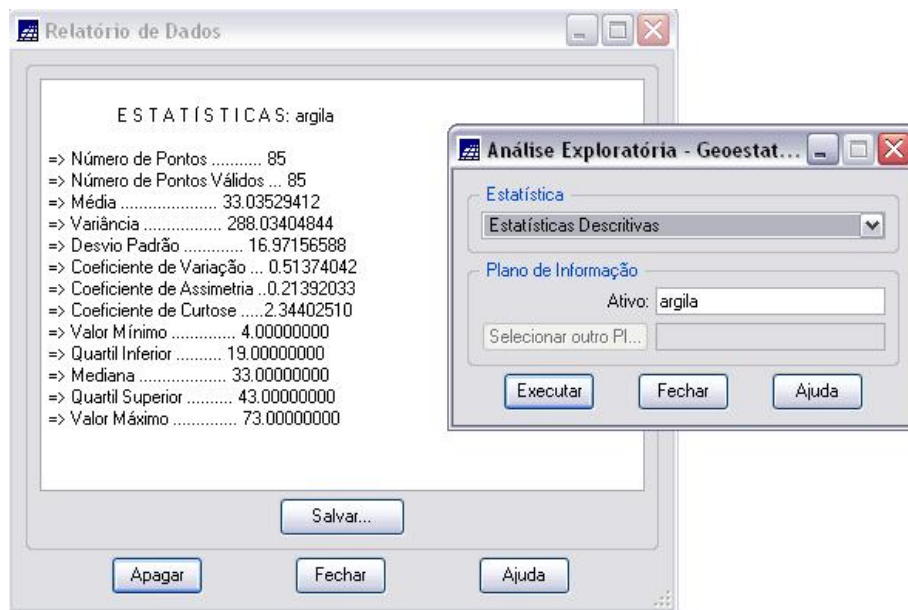 Relatório de Dados
E S T A T Í S T I C A S: argila
=> Número de Pontos ........... 85
=> Número de Pontos Válidos ... 85
=> Média ..................... 33.03529412
=> Variância ................. 288.03404844
=> Desvio Padrão ............. 16.97156588
=> Coeficiente de Variação ... 0.51374042
=> Coeficiente de Assimetria ..0.21392033
=> Coeficiente de Curtose .....2.34402510
=> Valor Mínimo .............. 4.00000000
=> Quartil Inferior .......... 19.00000000
=> Mediana ................... 33.00000000
=> Quartil Superior .......... 43.00000000
=> Valor Máximo .............. 73.00000000
Salvar...
Apagar
Fechar
Ajuda
Análise Exploratória - Geoestat...
Estatística
Estatísticas Descritivas
Plano de Informação
Ativo: argila
Selecionar outro PI...
Executar
Fechar
Ajuda